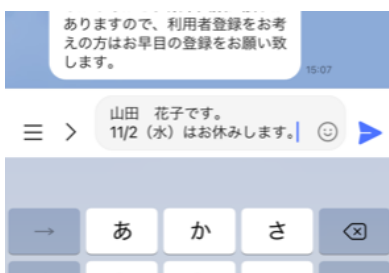 ありますので、利用者登録をお考
えの方はお早目の登録をお願い致
します。
15:07
山田　花子です。
11/2（水）はお休みします。
→
あ
か
さ